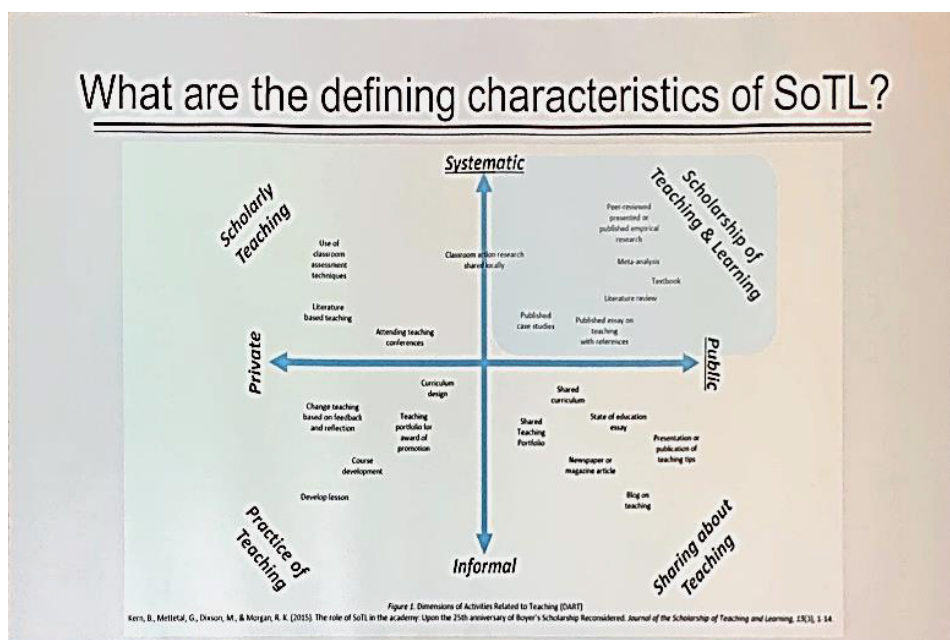 What are the defining characteristics of SoTL?
Systematic
Scholarly
Teaching
Scholarship of
Teaching & Learning
Use of
classroom
assessment
techniques
Classroom action research
shared locally
Peer-reviewed
presented or
published empirical
research
Meta-analysis
Textbook
Literature
based teaching
Literature review
Published
case studies
Published essay on
teaching
with references
Attending teaching
conferences
Private
Public
Curriculum
design
Shared
curriculum
Change teaching
based on feedback
and reflection
Teaching
portfolio for
award of
promotion
Shared
Teaching
Portfolio
State of education
essay
Presentation or
publication of
teaching tips
Course
development
Newspaper or
magazine article
Develop lesson
Blog on
teaching
Practice of
Teaching
Informal
Sharing about
Teaching
Figure 1. Dimensions of Activities Related to Teaching (DART)
Kern, B., Mettetal, G., Dixson, M., & Morgan, R. K. (2015). The role of SoTL in the academy: Upon the 25th anniversary of Boyer's Scholarship Reconsidered. Journal of the Scholarship of Teaching and Learning, 15(3), 1-14.